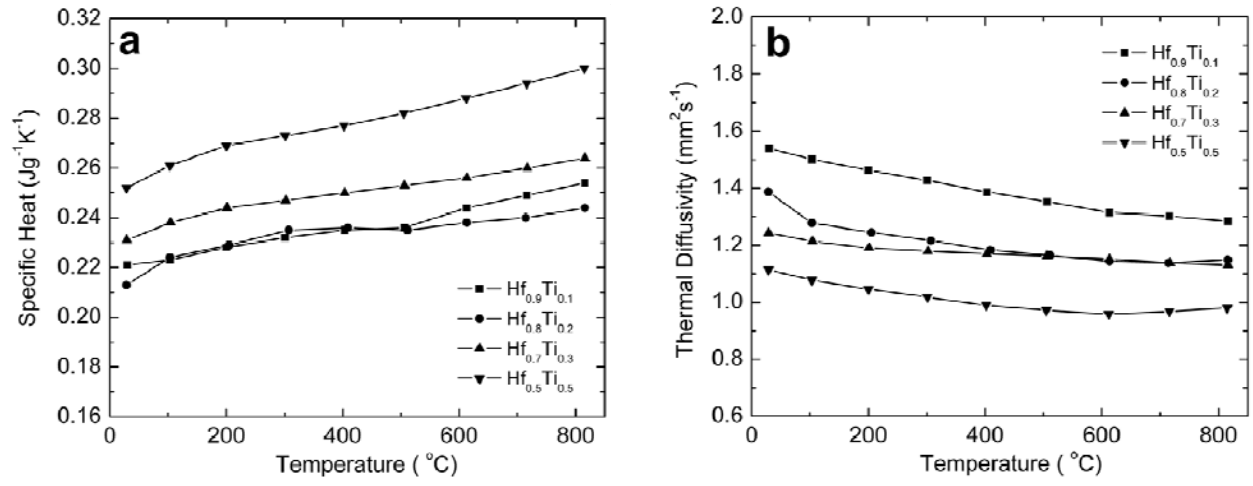 a
0.32
0.30
0.28
0.26
0.24
0.22
0.20
0.18
0.16
Specific Heat (Jg⁻¹K⁻¹)
0 200 400 600 800
Temperature ( °C)
Hf₀.₉Ti₀.₁
Hf₀.₈Ti₀.₂
Hf₀.₇Ti₀.₃
Hf₀.₅Ti₀.₅
b
2.0
1.8
1.6
1.4
1.2
1.0
0.8
0.6
Thermal Diffusivity (mm²s⁻¹)
0 200 400 600 800
Temperature ( °C)
Hf₀.₉Ti₀.₁
Hf₀.₈Ti₀.₂
Hf₀.₇Ti₀.₃
Hf₀.₅Ti₀.₅